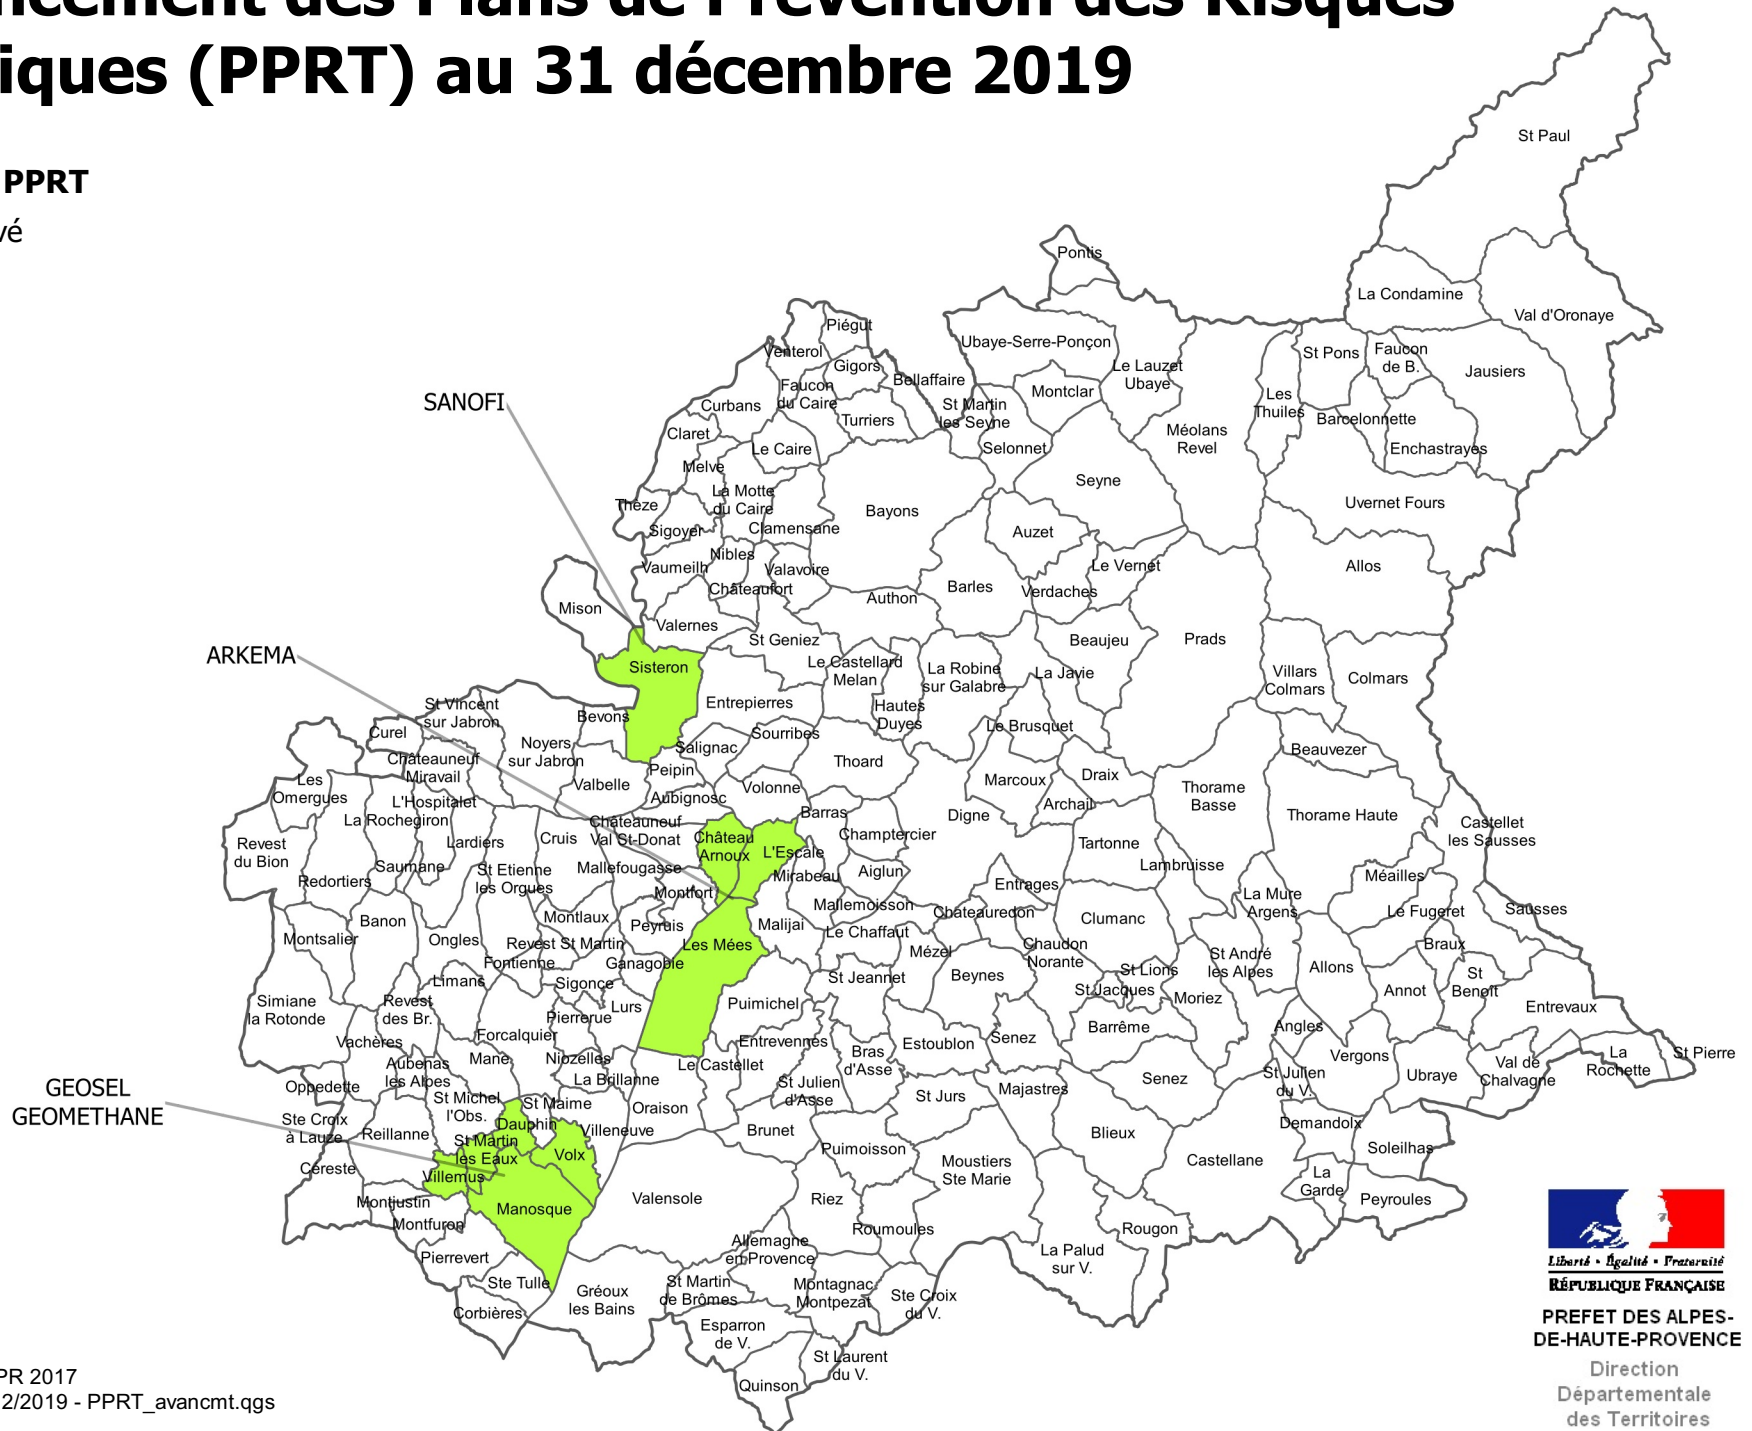 ncement des Plans de Prévention des Risques
iques (PPRT) au 31 décembre 2019
PPRT
vé
St Paul
Pontis
La Condamine
Val d'Oronaye
Piégut
Ubaye-Serre-Ponçon
Venterol
St Pons
Faucon
de B.
Gigors
Le Lauzet
Ubaye
Jausiers
Bellaffaire
Faucon
du Caire
Montclar
Les
Thuiles
SANOFI
Curbans
St Martin
les Seyne
Turriers
Barcelonnette
Claret
Méolans
Revel
Le Caire
Selonnet
Enchastrayes
Melve
Seyne
La Motte
du Caire
Thèze
Uvernet Fours
Bayons
Sigoyer
Clamensane
Auzet
Nibles
Vaumeilh
Valavoire
Le Vernet
Allos
Châteaufort
Barles
Verdaches
Authon
Mison
Valernes
St Geniez
Beaujeu
Prads
ARKEMA
Sisteron
Le Castellard
Melan
La Robine
sur Galabre
La Javie
Villars
Colmars
Colmars
St Vincent
sur Jabron
Entrepierres
Hautes
Duyes
Bevons
Le Brusquet
Curel
Sourribes
Noyers
sur Jabron
Salignac
Beauvezer
Châteauneuf
Miravail
Thoard
Peipin
Marcoux
Draix
Les
Omergues
Valbelle
Volonne
Thorame
Basse
L'Hospitalet
Aubignosc
Archail
La Rochegiron
Barras
Digne
Thorame Haute
Castellet
les Sausses
Châteauneuf
Val St-Donat
Revest
du Bion
Lardiers
Cruis
Château
Arnoux
Champtercier
L'Escale
Tartonne
Saumane
St Etienne
les Orgues
Mallefougasse
Mirabeau
Aiglun
Lambruisse
Redortiers
Montfort
Entrages
Méailles
La Mure
Argens
Mallemoisson
Châteauredon
Clumanc
Le Fugeret
Sausses
Banon
Montlaux
Peyruis
Malijai
Le Chaffaut
Montsalier
Ongles
Revest St Martin
Les Mées
Mézel
Chaudon
Norante
Braux
Fontienne
Ganagobie
St André
les Alpes
Allons
Limans
Sigonce
St Jeannet
Beynes
St Lions
St
Benoît
St Jacques
Annot
Simiane
la Rotonde
Revest
des Br.
Lurs
Puimichel
Moriez
Entrevaux
Pierrerue
Forcalquier
Barrême
Angles
Vachères
Entrevennes
Estoublon
Senez
Mane
Niozelles
Bras
d'Asse
Vergons
La
Rochette
St Pierre
Aubenas
les Alpes
Le Castellet
Val de
Chalvagne
GEOSEL
GEOMETHANE
Oppedette
La Brillanne
St Julien
d'Asse
Senez
St Julien
du V.
Ubraye
St Michel
l'Obs.
St Maime
Oraison
St Jurs
Majastres
Ste Croix
à Lauze
Reillanne
Dauphin
Villeneuve
Brunet
Demandolx
St Martin
les Eaux
Blieux
Soleilhas
Volx
Puimoisson
Céreste
Villemus
Moustiers
Ste Marie
Castellane
La
Garde
Montjustin
Manosque
Valensole
Riez
Peyroules
Montfuron
Roumoules
Rougon
Pierrevert
Allemagne
en Provence
La Palud
sur V.
Ste Tulle
Gréoux
les Bains
St Martin
de Brômes
Montagnac
Montpezat
Ste Croix
du V.
Corbières
Esparron
de V.
St Laurent
du V.
Quinson
Liberté • Égalité • Fraternité
RÉPUBLIQUE FRANÇAISE
PREFET DES ALPES-
DE-HAUTE-PROVENCE
Direction
Départementale
des Territoires
PR 2017
2/2019 - PPRT_avancmt.qgs